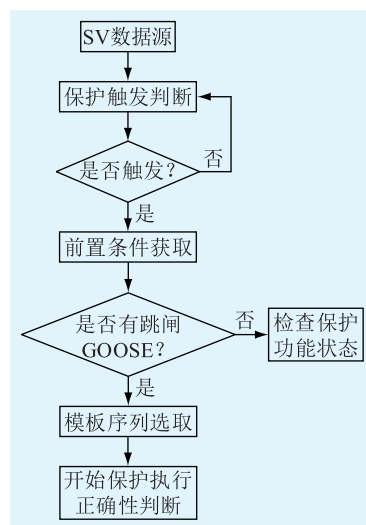 SV数据源
保护触发判断
是否触发？
否
是
前置条件获取
是否有跳闸
GOOSE？
否
检查保护
功能状态
是
模板序列选取
开始保护执行
正确性判断